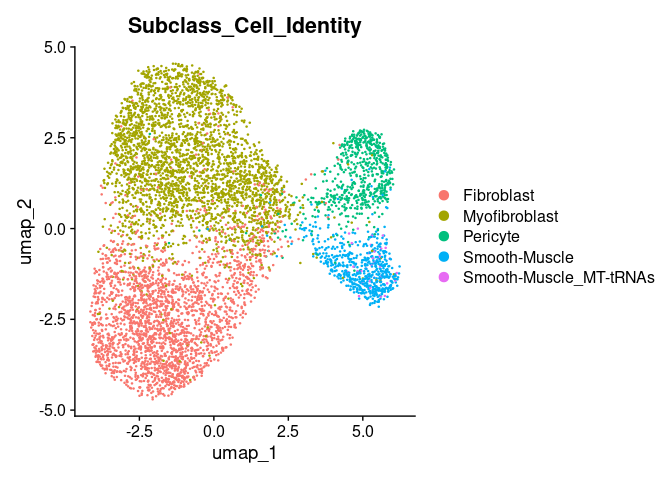 Subclass_Cell_Identity
5.0
2.5
0.0
-2.5
-5.0
umap_2
-2.5 0.0 2.5 5.0
umap_1
Fibroblast
Myofibroblast
Pericyte
Smooth-Muscle
Smooth-Muscle_MT-tRNAs